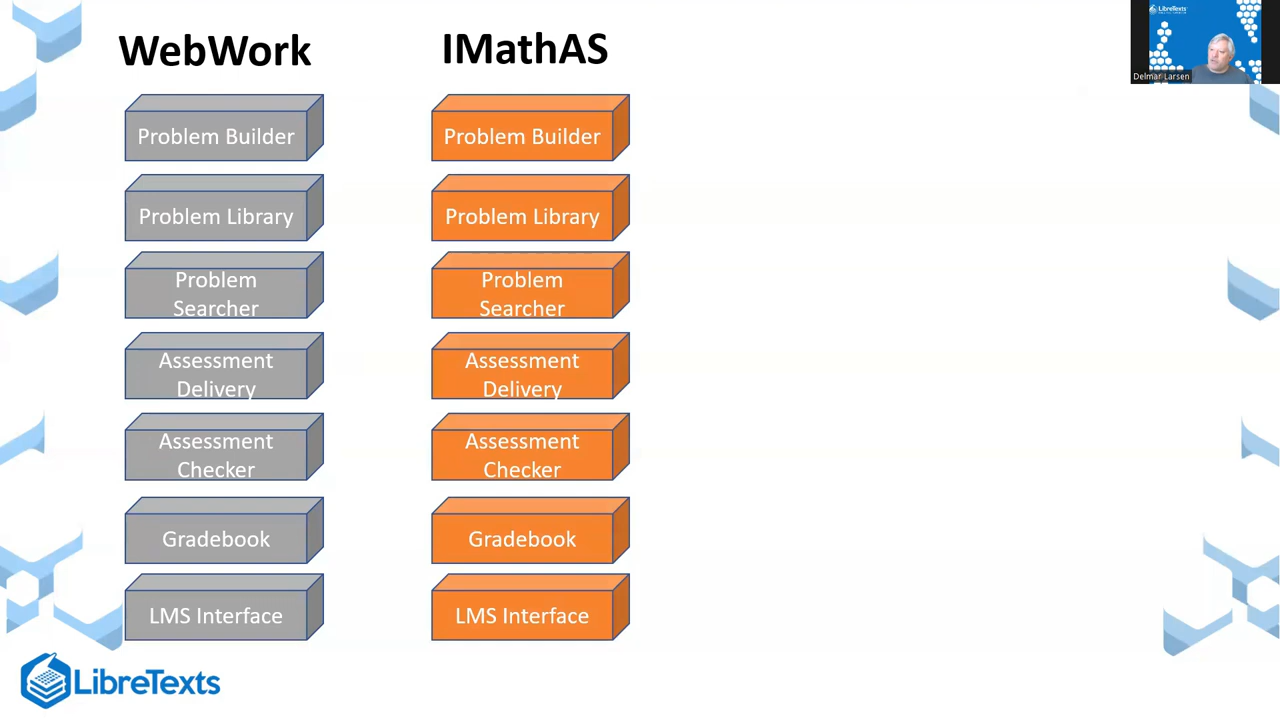 WebWork
IMathAS
LibreTexts
Delmar Larsen
Problem Builder
Problem Builder
Problem Library
Problem Library
Problem
Searcher
Problem
Searcher
Assessment
Delivery
Assessment
Delivery
Assessment
Checker
Assessment
Checker
Gradebook
Gradebook
LMS Interface
LMS Interface
LibreTexts